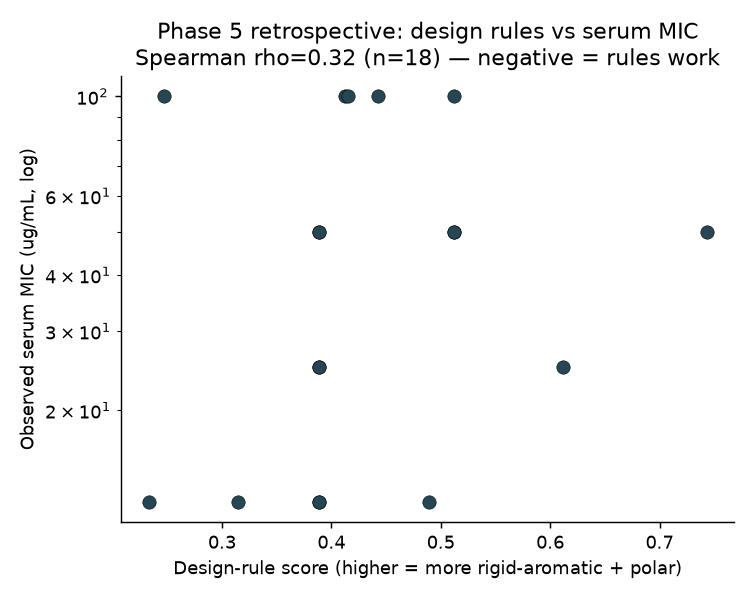 Phase 5 retrospective: design rules vs serum MIC
Spearman rho=0.32 (n=18) — negative = rules work
Observed serum MIC (ug/mL, log)
10²
6 × 10¹
4 × 10¹
3 × 10¹
2 × 10¹
0.3 0.4 0.5 0.6 0.7
Design-rule score (higher = more rigid-aromatic + polar)